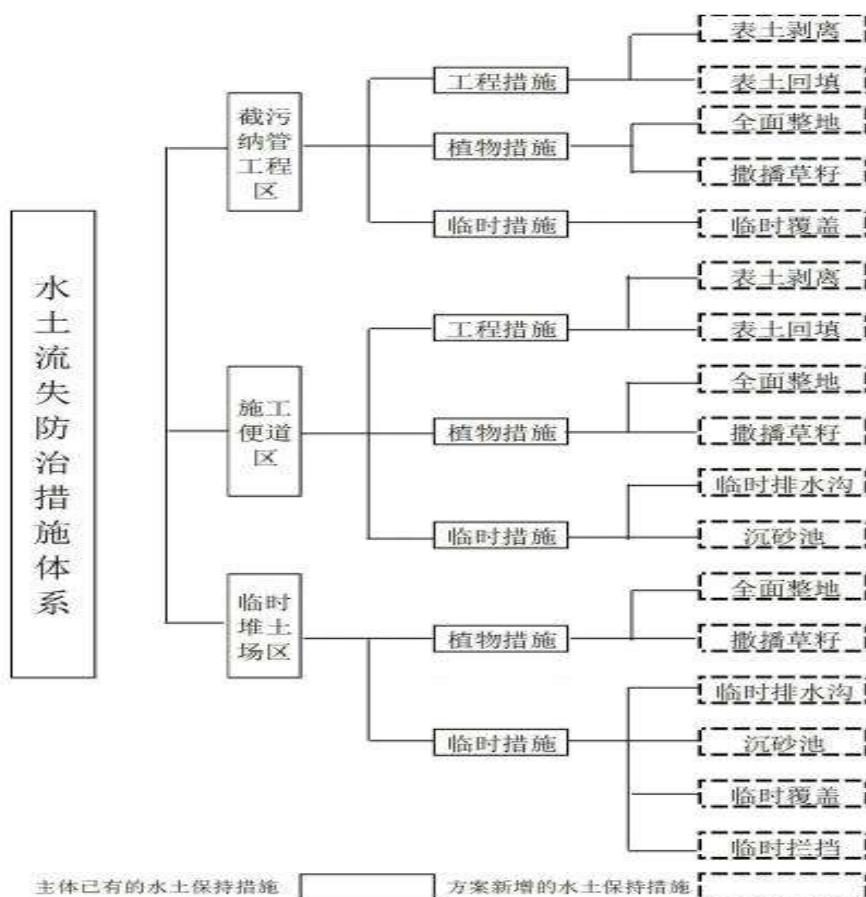 水土流失防治措施体系
截污
纳管
工程
区
工程措施
表土剥离
表土回填
植物措施
全面整地
撒播草籽
临时措施
临时覆盖
施工
便道
区
工程措施
表土剥离
表土回填
植物措施
全面整地
撒播草籽
临时措施
临时排水沟
沉砂池
临时
堆土
场区
植物措施
全面整地
撒播草籽
临时措施
临时排水沟
沉砂池
临时覆盖
临时拦挡
主体已有的水土保持措施
方案新增的水土保持措施